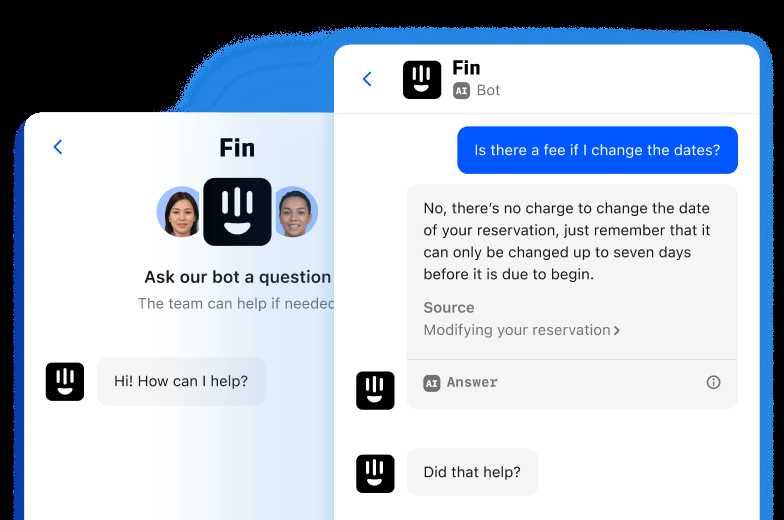 Fin
Ask our bot a question
The team can help if needed
Hi! How can I help?
Fin
AI Bot
Is there a fee if I change the dates?
No, there’s no charge to change the date
of your reservation, just remember that it
can only be changed up to seven days
before it is due to begin.
Source
Modifying your reservation
AI Answer
Did that help?